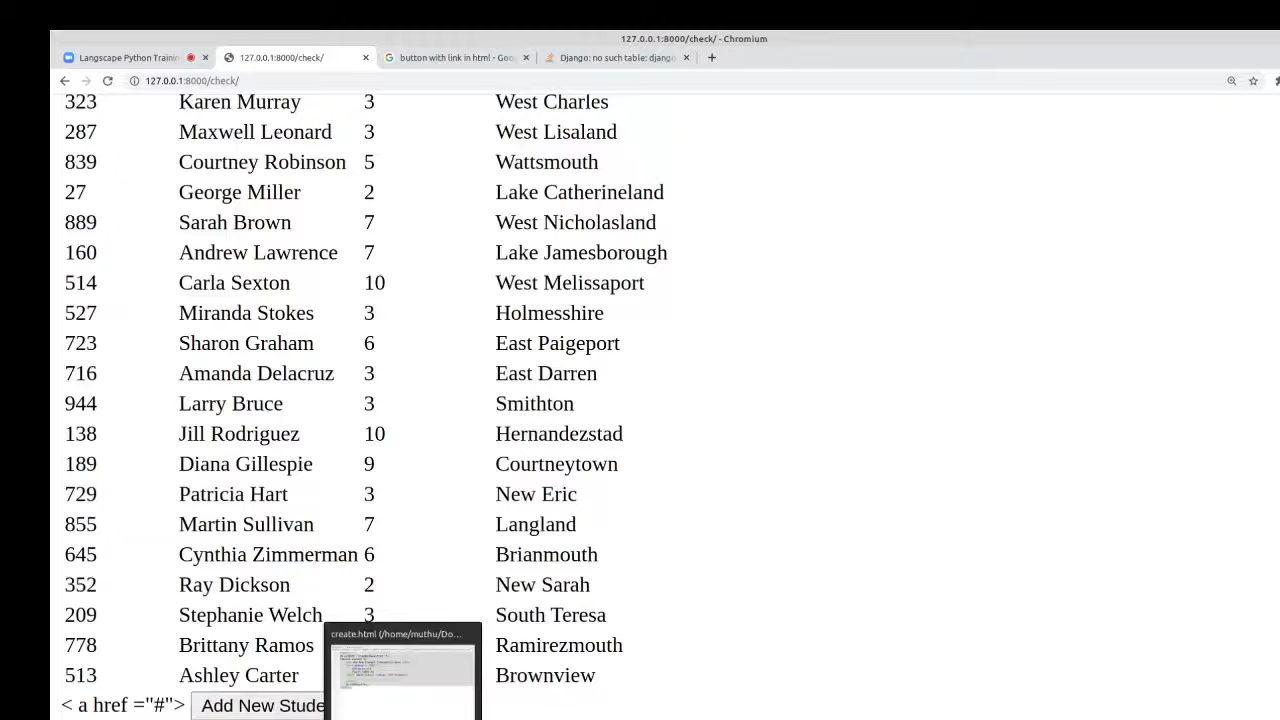 127.0.0.1:8000/check/ - Chromium
Langscape Python Trainin
127.0.0.1:8000/check/
button with link in html - Goo
Django: no such table: django
127.0.0.1:8000/check/
323 Karen Murray 3 West Charles
287 Maxwell Leonard 3 West Lisaland
839 Courtney Robinson 5 Wattsmouth
27 George Miller 2 Lake Catherineland
889 Sarah Brown 7 West Nicholasland
160 Andrew Lawrence 7 Lake Jamesborough
514 Carla Sexton 10 West Melissaport
527 Miranda Stokes 3 Holmesshire
723 Sharon Graham 6 East Paigeport
716 Amanda Delacruz 3 East Darren
944 Larry Bruce 3 Smithton
138 Jill Rodriguez 10 Hernandezstad
189 Diana Gillespie 9 Courtneytown
729 Patricia Hart 3 New Eric
855 Martin Sullivan 7 Langland
645 Cynthia Zimmerman 6 Brianmouth
352 Ray Dickson 2 New Sarah
209 Stephanie Welch 3 South Teresa
create.html (/home/muthu/Do...
778 Brittany Ramos Ramirezmouth
513 Ashley Carter Brownview
< a href ="#"> Add New Stude